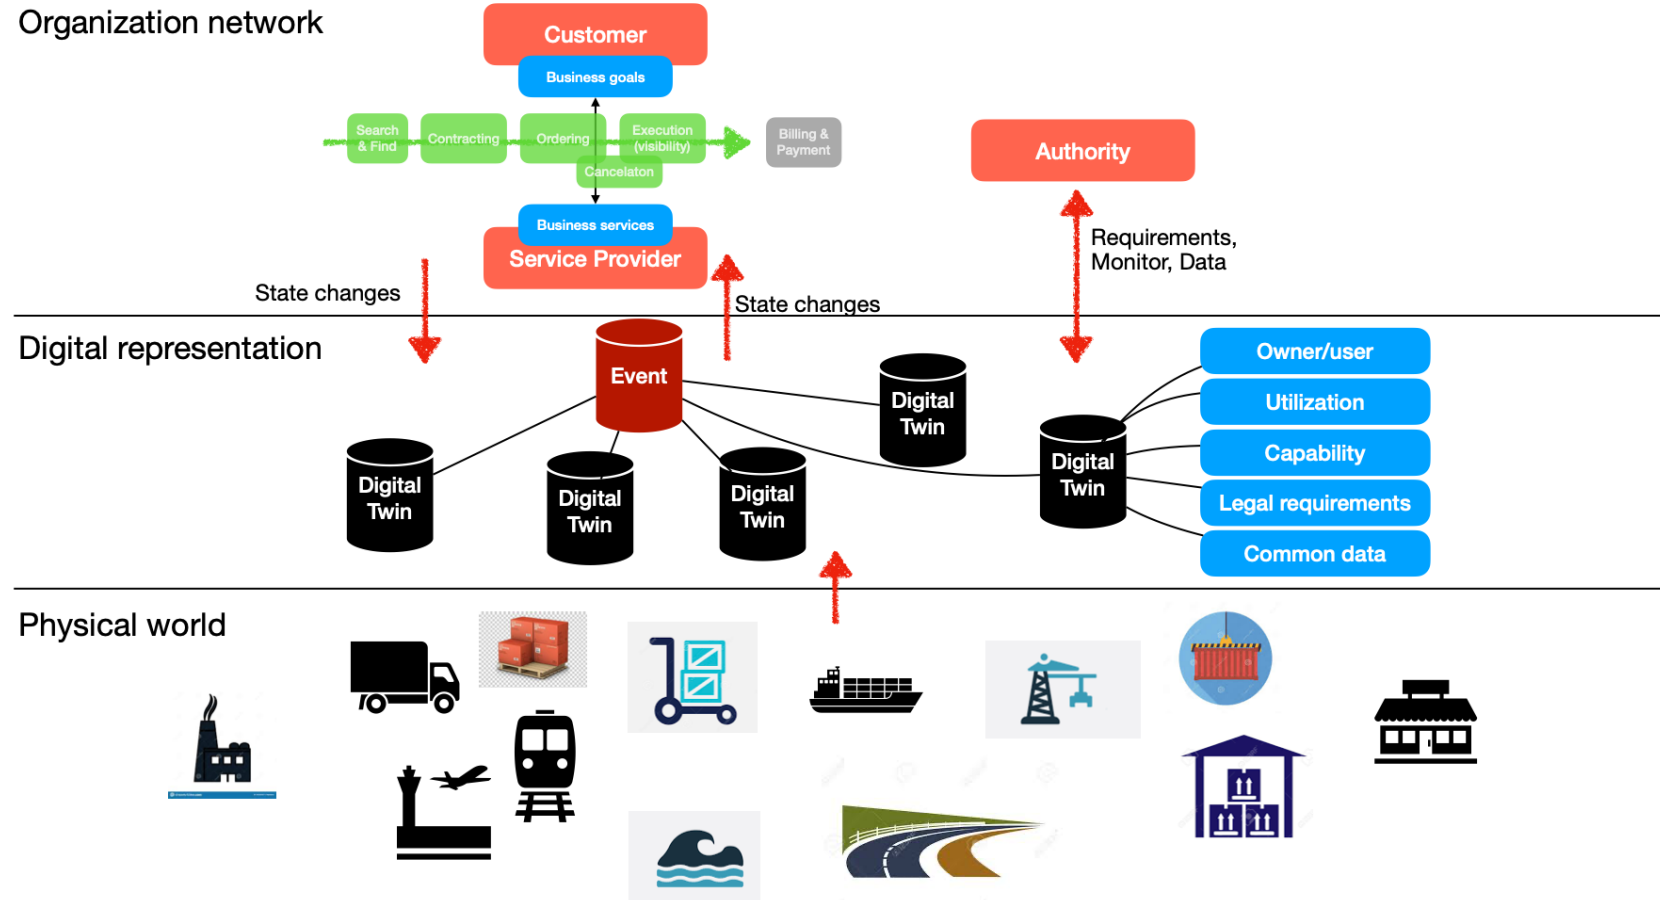 Organization network
Customer
Business goals
Search
& Find
Contracting
Ordering
Execution
(visibility)
Cancelaton
Billing &
Payment
Authority
Business services
Service Provider
Requirements,
Monitor, Data
State changes
State changes
Digital representation
Event
Digital
Twin
Digital
Twin
Digital
Twin
Digital
Twin
Digital
Twin
Owner/user
Utilization
Capability
Legal requirements
Common data
Physical world